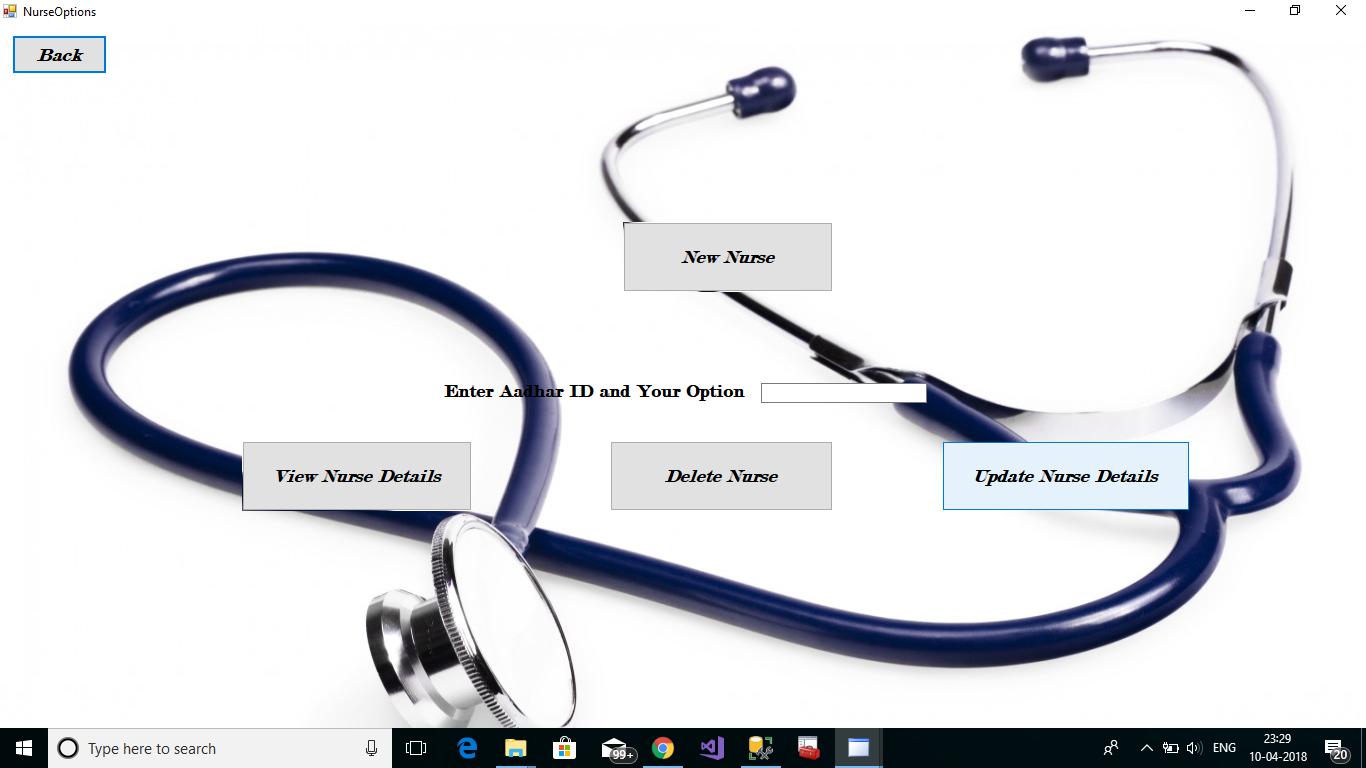 NurseOptions
Back
New Nurse
Enter Aadhar ID and Your Option
View Nurse Details
Delete Nurse
Update Nurse Details
Type here to search
99+
ENG
23:29
10-04-2018
20